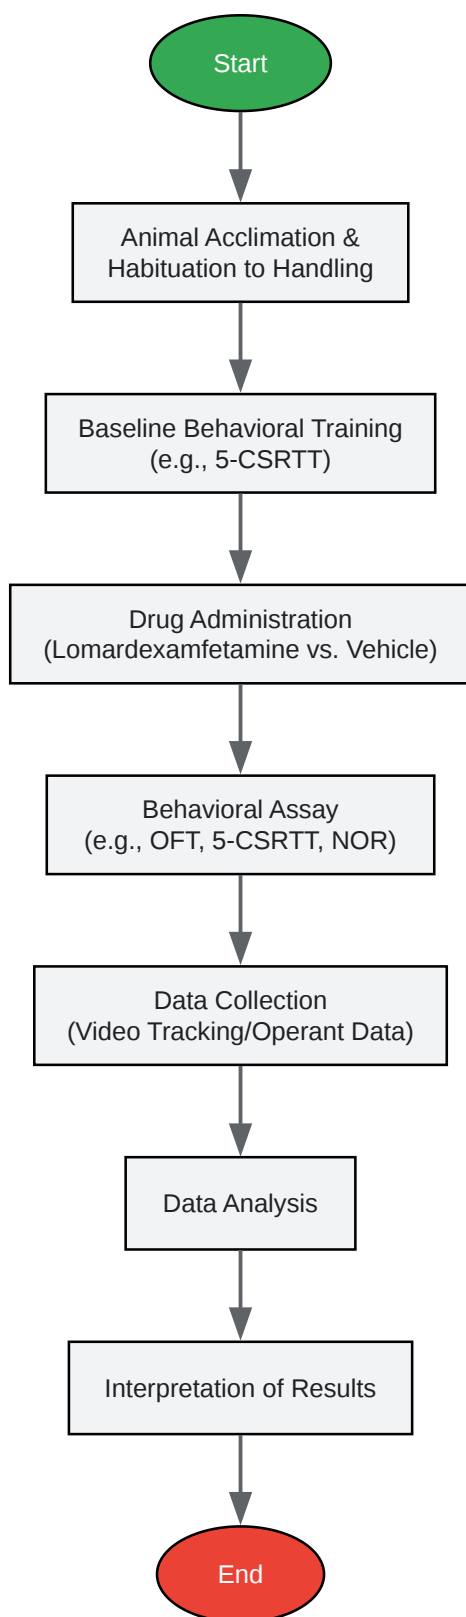 Start
Animal Acclimation &
Habituation to Handling
Baseline Behavioral Training
(e.g., 5-CSRTT)
Drug Administration
(Lomardexamfetamine vs. Vehicle)
Behavioral Assay
(e.g., OFT, 5-CSRTT, NOR)
Data Collection
(Video Tracking/Operant Data)
Data Analysis
Interpretation of Results
End